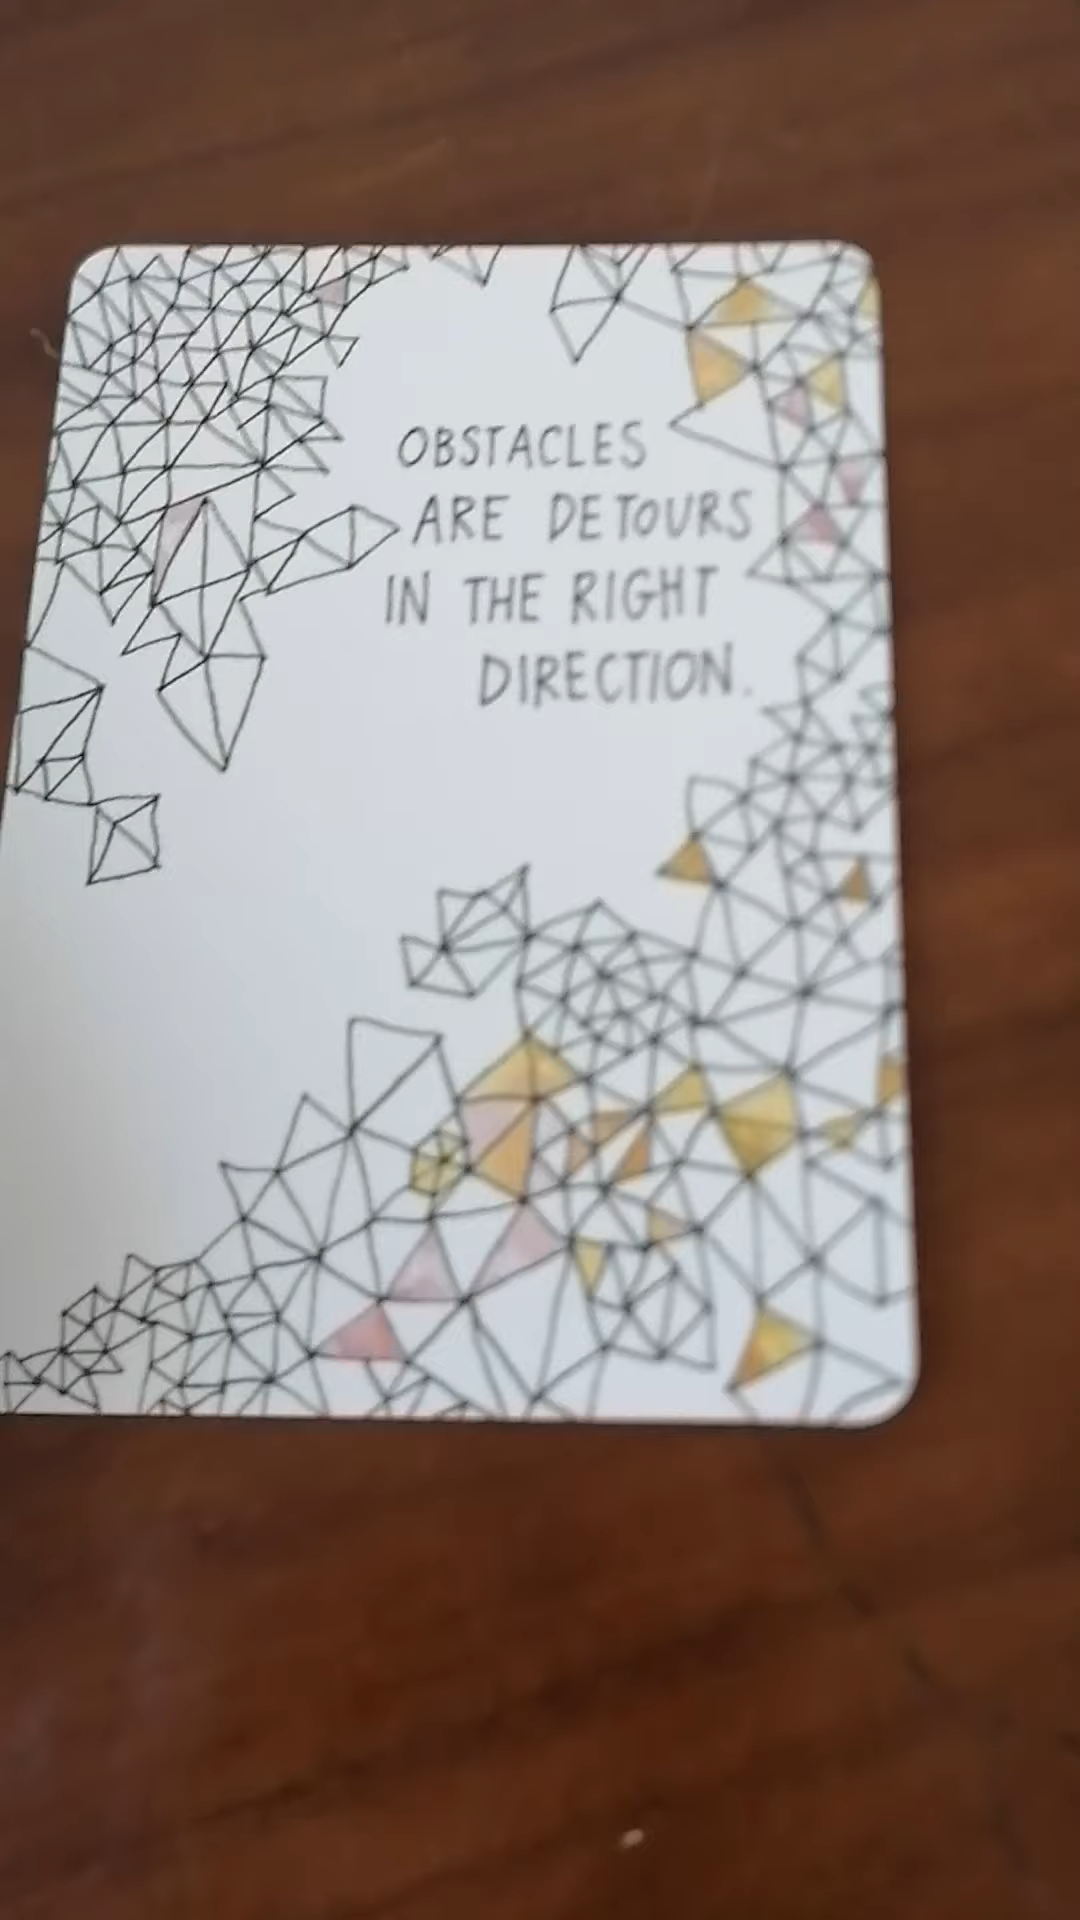 OBSTACLES
ARE DETOURS
IN THE RIGHT
DIRECTION.